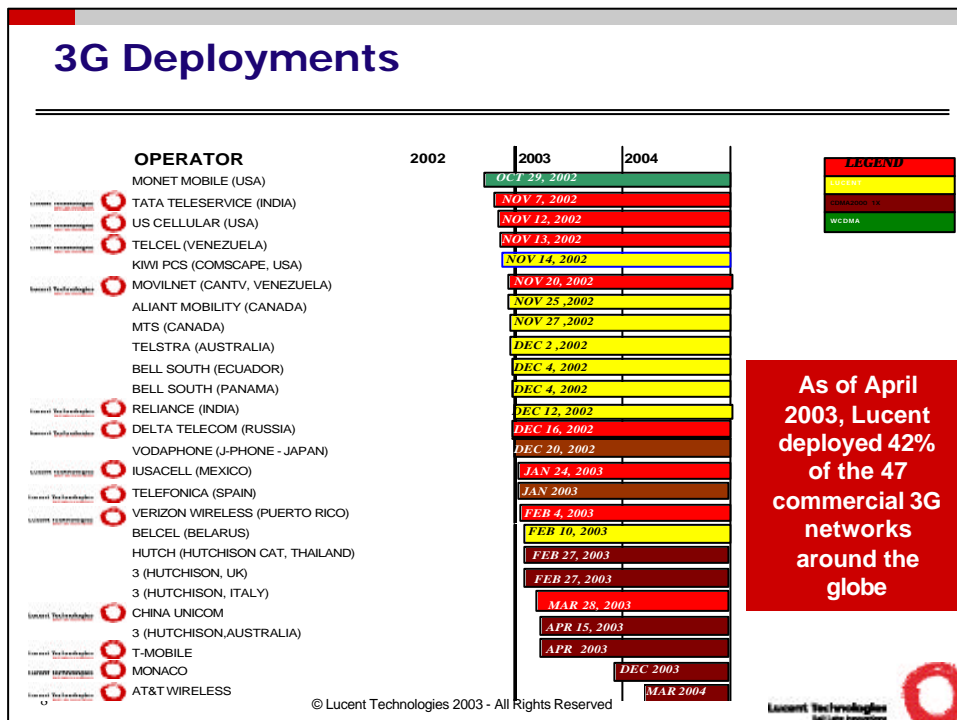 3G Deployments
OPERATOR 2002 2003 2004
MONET MOBILE (USA) OCT 29, 2002
TATA TELESERVICE (INDIA) NOV 7, 2002
US CELLULAR (USA) NOV 12, 2002
TELCEL (VENEZUELA) NOV 13, 2002
KIWI PCS (COMSCAPE, USA) NOV 14, 2002
MOVILNET (CANTV, VENEZUELA) NOV 20, 2002
ALIANT MOBILITY (CANADA) NOV 25 ,2002
MTS (CANADA) NOV 27 ,2002
TELSTRA (AUSTRALIA) DEC 2 ,2002
BELL SOUTH (ECUADOR) DEC 4, 2002
BELL SOUTH (PANAMA) DEC 4, 2002
RELIANCE (INDIA) DEC 12, 2002
DELTA TELECOM (RUSSIA) DEC 16, 2002
VODAPHONE (J-PHONE - JAPAN) DEC 20, 2002
IUSACELL (MEXICO) JAN 24, 2003
TELEFONICA (SPAIN) JAN 2003
VERIZON WIRELESS (PUERTO RICO) FEB 4, 2003
BELCEL (BELARUS) FEB 10, 2003
HUTCH (HUTCHISON CAT, THAILAND) FEB 27, 2003
3 (HUTCHISON, UK) FEB 27, 2003
3 (HUTCHISON, ITALY)
MAR 28, 2003
CHINA UNICOM
APR 15, 2003
3 (HUTCHISON,AUSTRALIA)
T-MOBILE APR 2003
MONACO DEC 2003
AT&T WIRELESS MAR 2004
LEGEND
LUCENT
CDMA2000 1X
WCDMA
As of April
2003, Lucent
deployed 42%
of the 47
commercial 3G
networks
around the
globe
© Lucent Technologies 2003 - All Rights Reserved
Lucent Technologies
Bell Labs Innovations